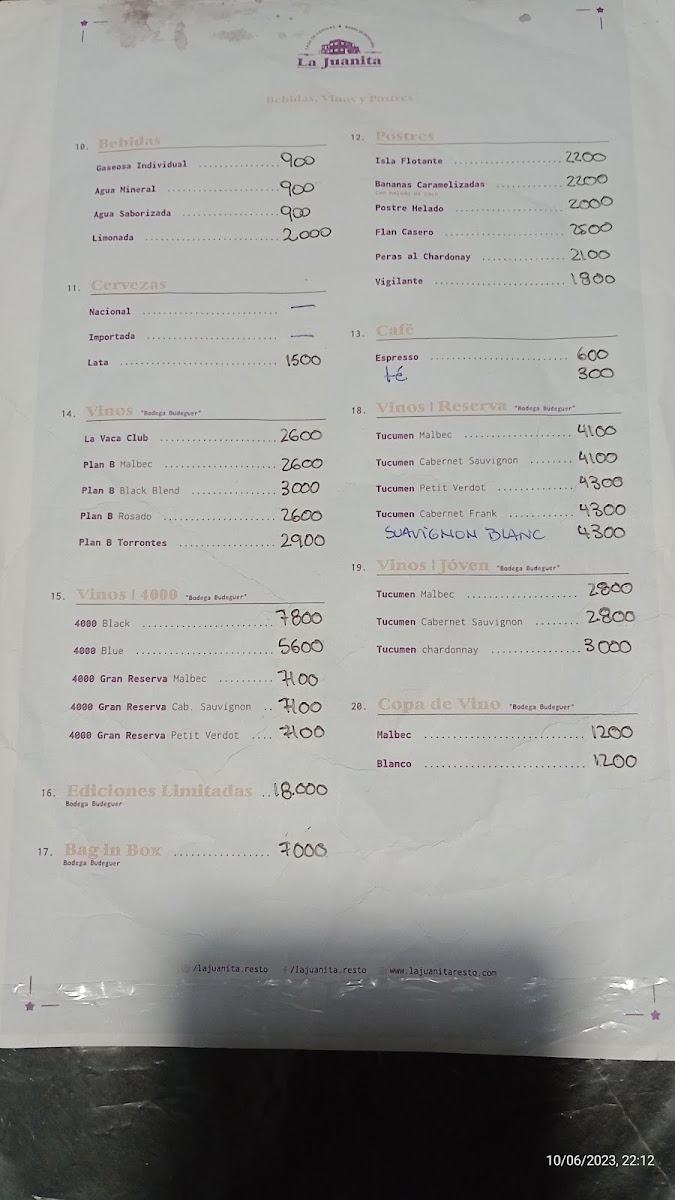 La Juanita
Bebidas, Vinos y Postres
10. Bebidas
Gaseosa Individual .................. 900
Agua Mineral .................. 900
Agua Saborizada .................. 900
Limonada .................. 2000
11. Cervezas
Nacional .................. —
Importada .................. —
Lata .................. 1500
14. Vinos "Bodega Budeguer"
La Vaca Club .................. 2600
Plan B Malbec .................. 2600
Plan B Black Blend .................. 3000
Plan B Rosado .................. 2600
Plan B Torrontes .................. 2900
15. Vinos | 4000 "Bodega Budeguer"
4000 Black .................. 7800
4000 Blue .................. 5600
4000 Gran Reserva Malbec .......... 7100
4000 Gran Reserva Cab. Sauvignon .. 7100
4000 Gran Reserva Petit Verdot .... 7100
16. Ediciones Limitadas .. 18.000
Bodega Budeguer
17. Bag in Box .................. 7000
Bodega Budeguer
12. Postres
Isla Flotante .................. 2200
Bananas Caramelizadas .................. 2200
Postre Helado .................. 2000
Flan Casero .................. 2500
Peras al Chardonay .................. 2100
Vigilante .................. 1800
13. Café
Espresso .................. 600
té 300
18. Vinos | Reserva "Bodega Budeguer"
Tucumen Malbec .................. 4100
Tucumen Cabernet Sauvignon ........ 4100
Tucumen Petit Verdot .................. 4300
Tucumen Cabernet Frank ............ 4300
SUAVIGNON BLANC 4300
19. Vinos | Jóven "Bodega Budeguer"
Tucumen Malbec .................. 2800
Tucumen Cabernet Sauvignon ........ 2800
Tucumen chardonnay ................ 3000
20. Copa de Vino "Bodega Budeguer"
Malbec .................. 1200
Blanco .................. 1200
/lajuanita.resto /lajuanita.resto www.lajuanitaresto.com
10/06/2023, 22:12